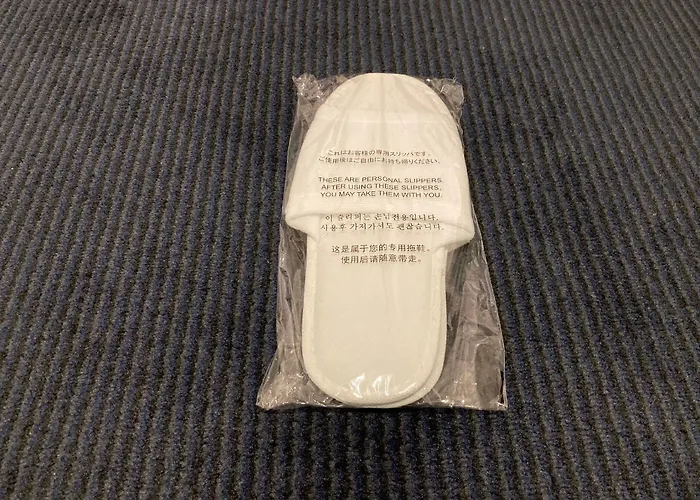 これはお客様の専用スリッパです。
ご使用後はご自由にお持ち帰りください。
THESE ARE PERSONAL SLIPPERS.
AFTER USING THESE SLIPPERS,
YOU MAY TAKE THEM WITH YOU.
이 슬리퍼는 손님전용입니다.
사용후 가져가셔도 괜찮습니다.
这是属于您的专用拖鞋。
使用后请随意带走。